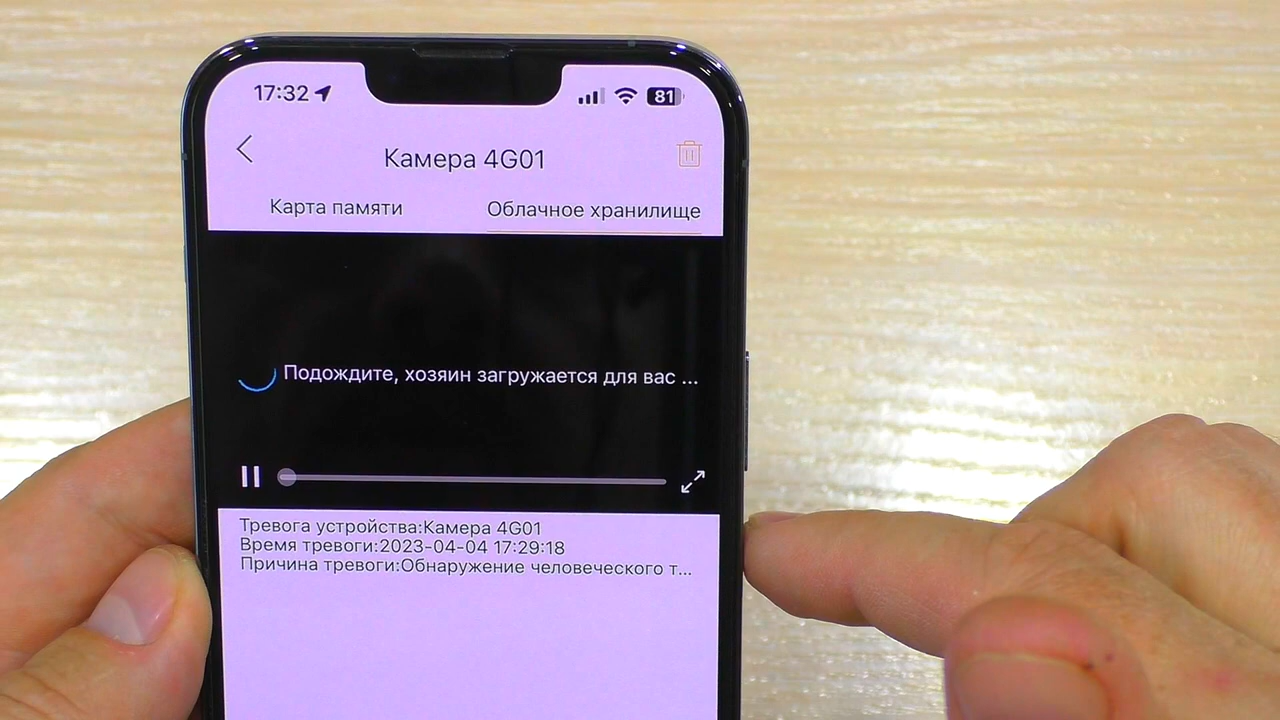 17:32
81
Камера 4G01
Карта памяти Облачное хранилище
Подождите, хозяин загружается для вас ...
Тревога устройства:Камера 4G01
Время тревоги:2023-04-04 17:29:18
Причина тревоги:Обнаружение человеческого т...